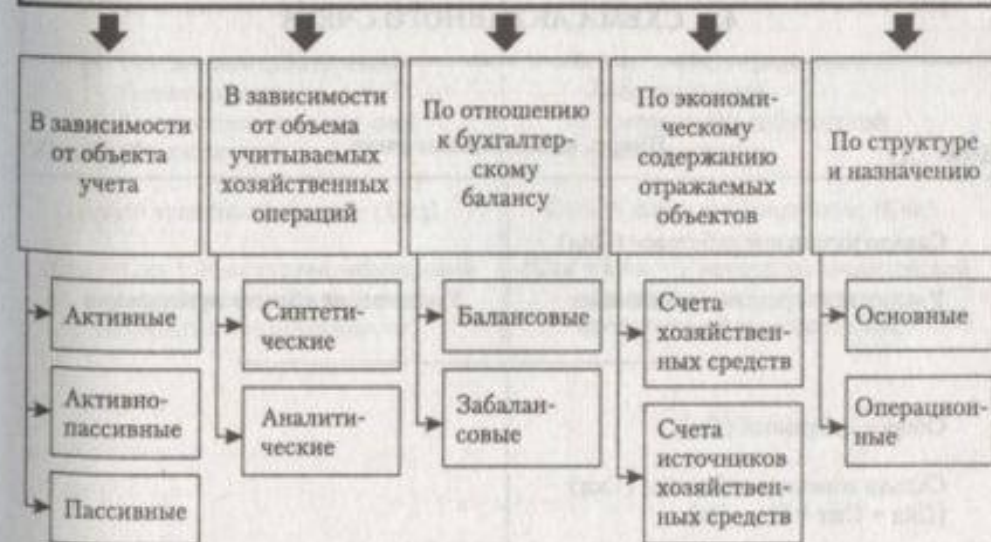 В зависимости
от объекта
учета
В зависимости
от объема
учитываемых
хозяйственных
операций
По отношению
к бухгалтер-
скому
балансу
По экономи-
ческому
содержанию
отражаемых
объектов
По структуре
и назначению
Активные
Активно-
пассивные
Пассивные
Синтети-
ческие
Аналити-
ческие
Балансовые
Забалан-
совые
Счета
хозяйствен-
ных средств
Счета
источников
хозяйствен-
ных средств
Основные
Операцион-
ные